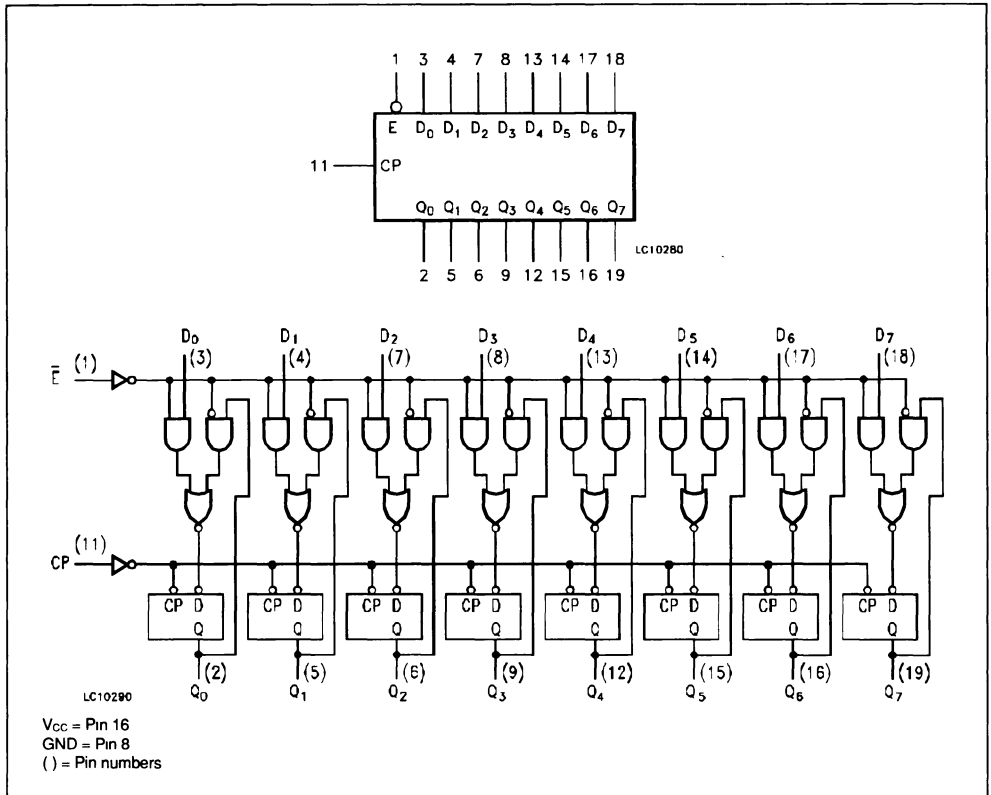 1 3 4 7 8 13 14 17 18
E D₀ D₁ D₂ D₃ D₄ D₅ D₆ D₇
11 CP
Q₀ Q₁ Q₂ Q₃ Q₄ Q₅ Q₆ Q₇
LC10280
2 5 6 9 12 15 16 19
D₀ D₁ D₂ D₃ D₄ D₅ D₆ D₇
E̅ (1) (3) (4) (7) (8) (13) (14) (17) (18)
CP (11)
CP D CP D CP D CP D CP D CP D CP D CP D
Q Q Q Q Q Q Q Q
(2) (5) (6) (9) (12) (15) (16) (19)
Q₀ Q₁ Q₂ Q₃ Q₄ Q₅ Q₆ Q₇
LC10290
Vcc = Pin 16
GND = Pin 8
( ) = Pin numbers